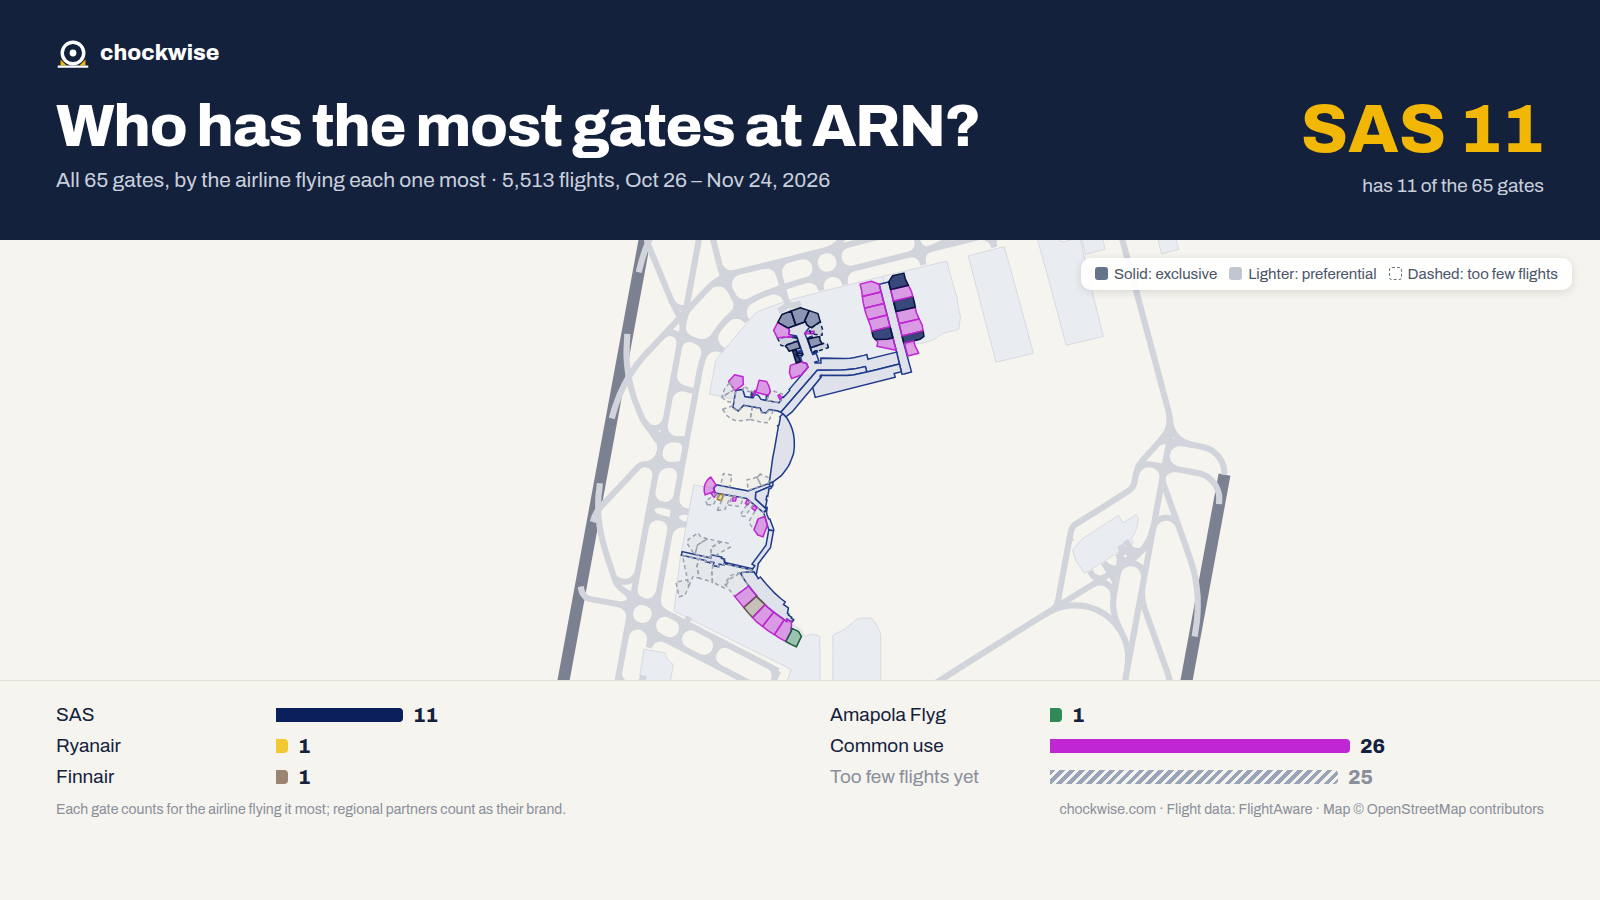 chockwise
Who has the most gates at ARN?
All 65 gates, by the airline flying each one most · 5,513 flights, Oct 26 – Nov 24, 2026
SAS 11
has 11 of the 65 gates
Solid: exclusive Lighter: preferential Dashed: too few flights
SAS 11
Ryanair 1
Finnair 1
Amapola Flyg 1
Common use 26
Too few flights yet 25
Each gate counts for the airline flying it most; regional partners count as their brand.
chockwise.com · Flight data: FlightAware · Map © OpenStreetMap contributors